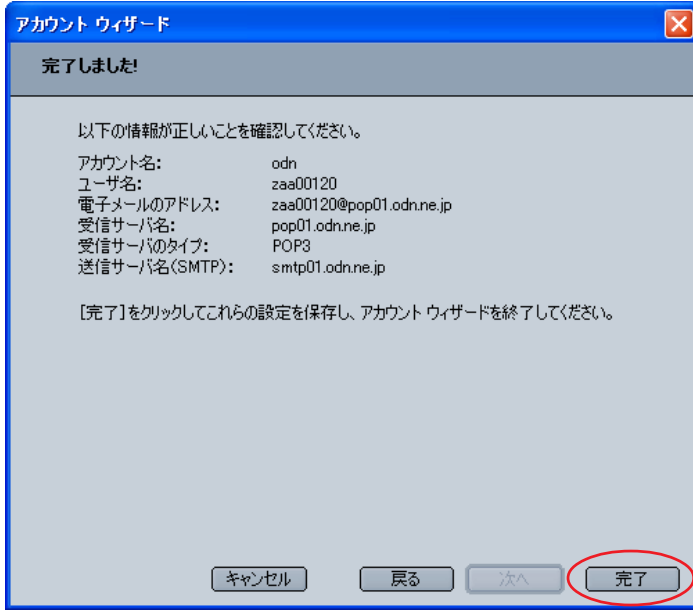 アカウント ウィザード
完了しました!
以下の情報が正しいことを確認してください。
アカウント名: odn
ユーザ名: zaa00120
電子メールのアドレス: zaa00120@pop01.odn.ne.jp
受信サーバ名: pop01.odn.ne.jp
受信サーバのタイプ: POP3
送信サーバ名(SMTP): smtp01.odn.ne.jp
[完了]をクリックしてこれらの設定を保存し、アカウント ウィザードを終了してください。
キャンセル 戻る 次へ 完了